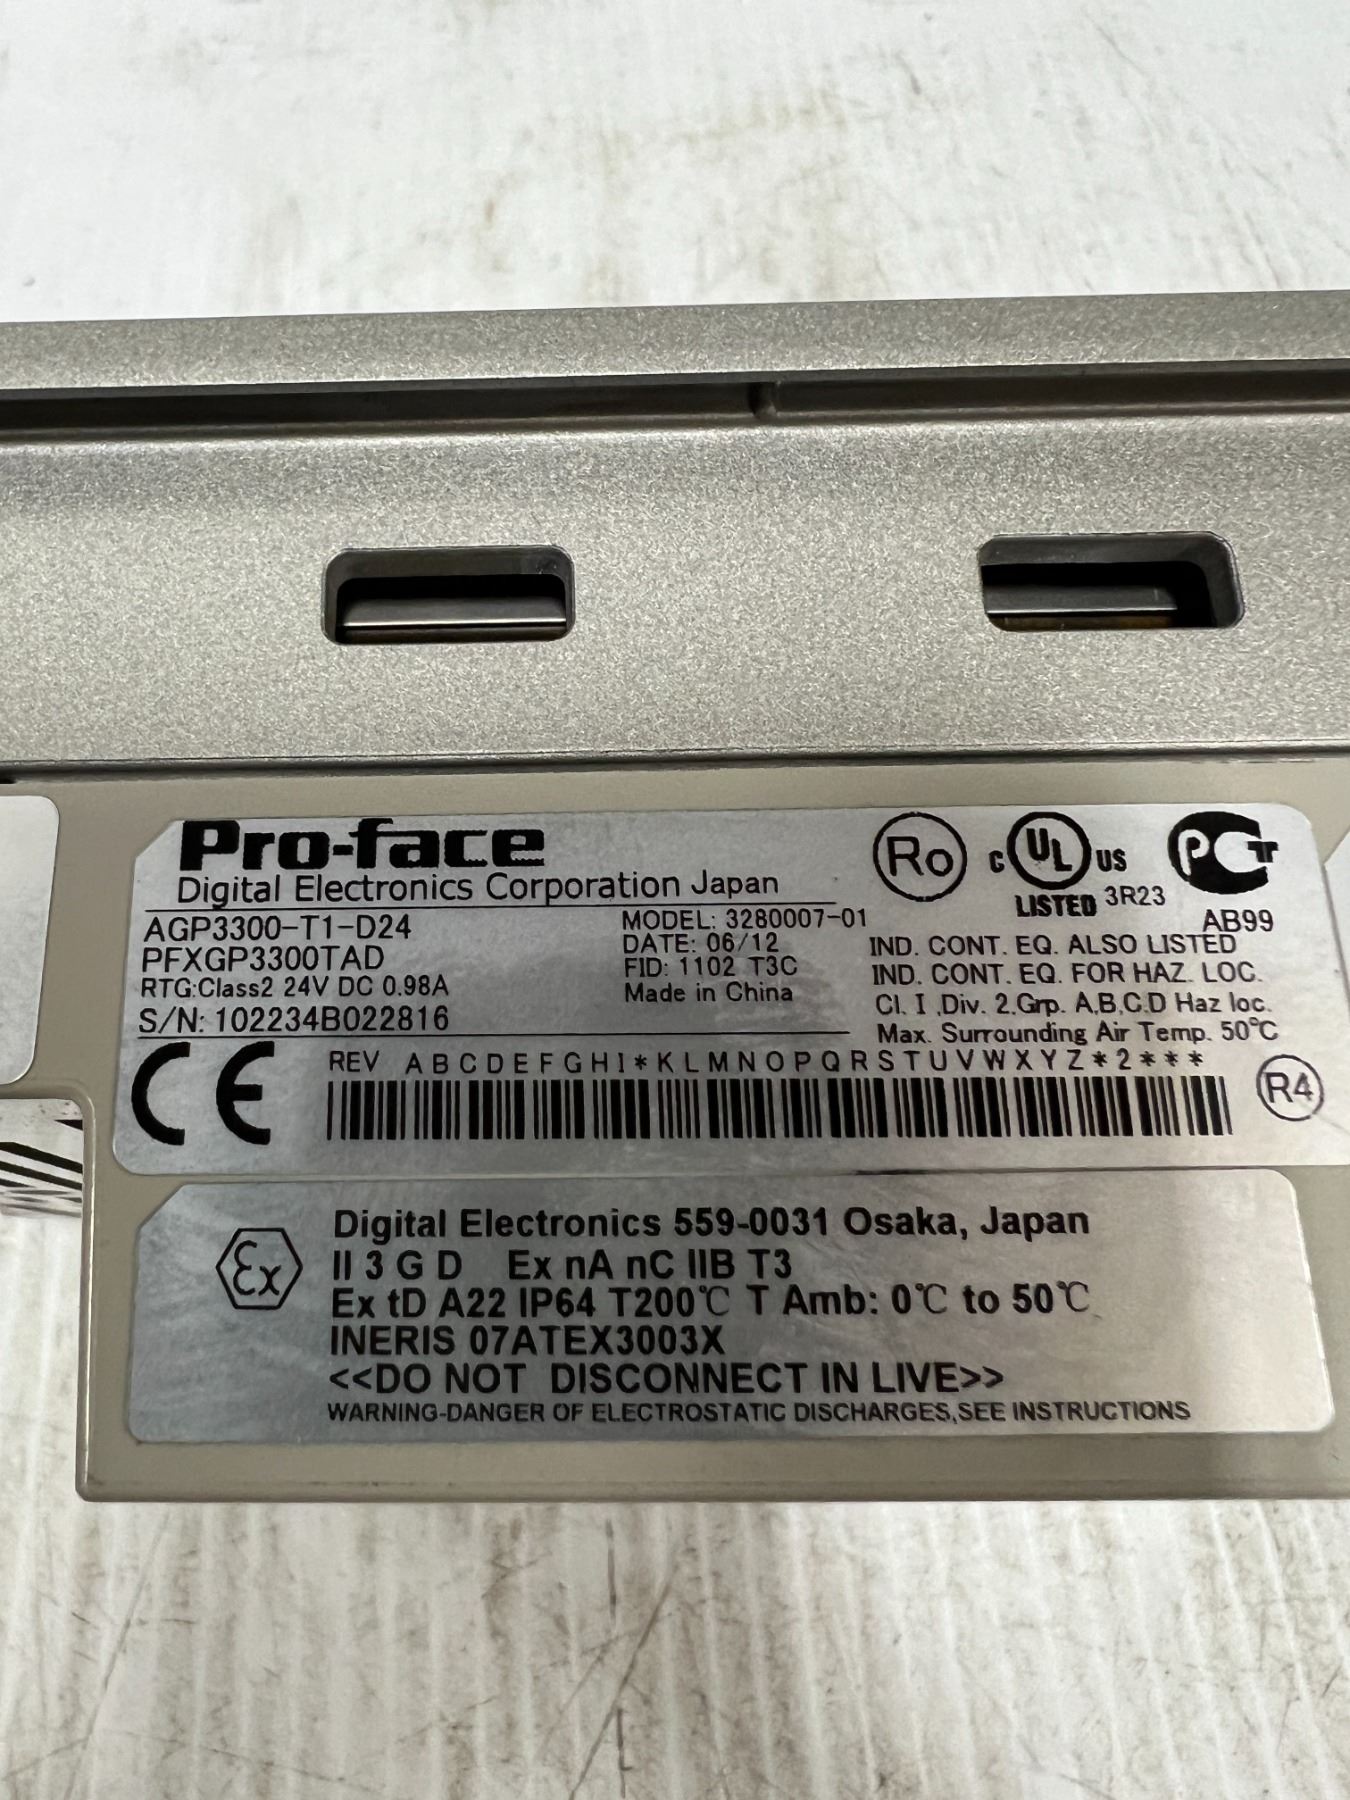 Pro-face
Digital Electronics Corporation Japan
AGP3300-T1-D24
PFXGP3300TAD
RTG:Class2 24V DC 0.98A
S/N: 102234B022816
MODEL: 3280007-01
DATE: 06/12
FID: 1102 T3C
Made in China
Ro
C UL US
LISTED 3R23
PCT
AB99
IND. CONT. EQ. ALSO LISTED
IND. CONT. EQ. FOR HAZ. LOC.
Cl. I ,Div. 2,Grp. A,B,C,D Haz loc.
Max. Surrounding Air Temp. 50℃
CE
REV A B C D E F G H I * K L M N O P Q R S T U V W X Y Z * 2 * * *
R4
Ex
Digital Electronics 559-0031 Osaka, Japan
II 3 G D Ex nA nC IIB T3
Ex tD A22 IP64 T200℃ T Amb: 0℃ to 50℃
INERIS 07ATEX3003X
<<DO NOT DISCONNECT IN LIVE>>
WARNING-DANGER OF ELECTROSTATIC DISCHARGES,SEE INSTRUCTIONS